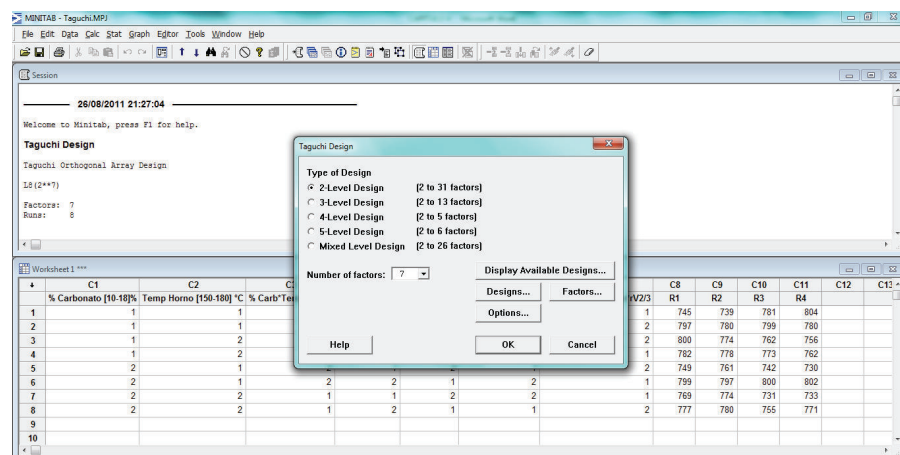 MINITAB - Taguchi.MPJ
File Edit Data Calc Stat Graph Editor Tools Window Help
Session
26/08/2011 21:27:04
Welcome to Minitab, press F1 for help.
Taguchi Design
Taguchi Orthogonal Array Design
L8(2**7)
Factors: 7
Runs: 8
Taguchi Design
Type of Design
2-Level Design (2 to 31 factors)
3-Level Design (2 to 13 factors)
4-Level Design (2 to 5 factors)
5-Level Design (2 to 6 factors)
Mixed Level Design (2 to 26 factors)
Number of factors: 7
Display Available Designs...
Designs... Factors...
Options...
Help OK Cancel
Worksheet 1 ***
C1 C2 C8 C9 C10 C11 C12 C13
% Carbonato [10-18]% Temp Horno [150-180] °C R1 R2 R3 R4
1 1 1 1 745 739 781 804
2 1 1 2 797 780 799 780
3 1 2 2 800 774 762 756
4 1 2 1 782 778 773 762
5 2 1 2 749 761 742 730
6 2 1 2 2 1 2 1 799 797 800 802
7 2 2 1 1 2 2 1 769 774 731 733
8 2 2 1 2 1 1 2 777 780 755 771
9
10